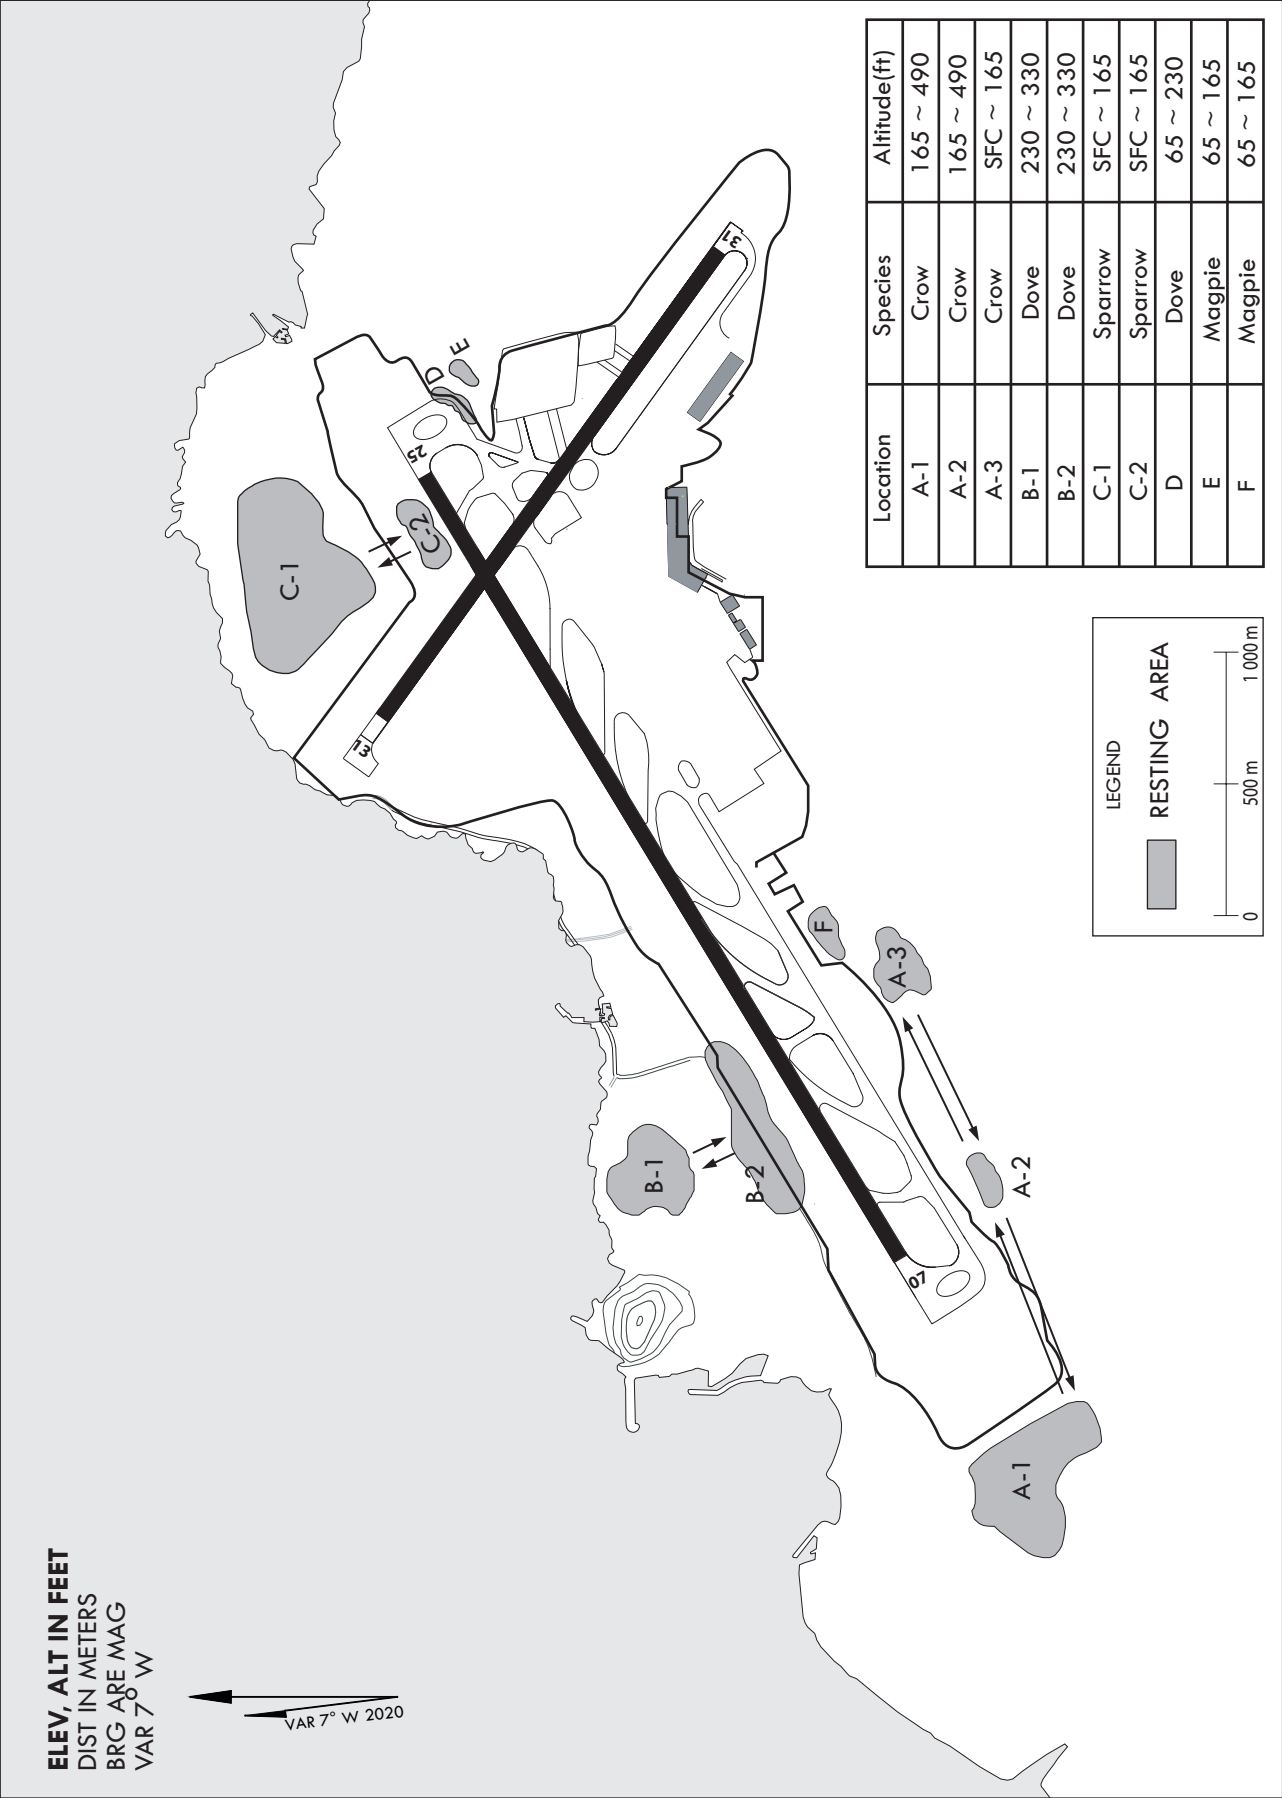 ELEV, ALT IN FEET
DIST IN METERS
BRG ARE MAG
VAR 7° W
VAR 7° W 2020
C-1
C-2
D
E
25
13
31
B-1
B-2
07
F
A-3
A-2
A-1
LEGEND
RESTING AREA
0 500 m 1 000 m
Location Species Altitude(ft)
A-1 Crow 165 ~ 490
A-2 Crow 165 ~ 490
A-3 Crow SFC ~ 165
B-1 Dove 230 ~ 330
B-2 Dove 230 ~ 330
C-1 Sparrow SFC ~ 165
C-2 Sparrow SFC ~ 165
D Dove 65 ~ 230
E Magpie 65 ~ 165
F Magpie 65 ~ 165